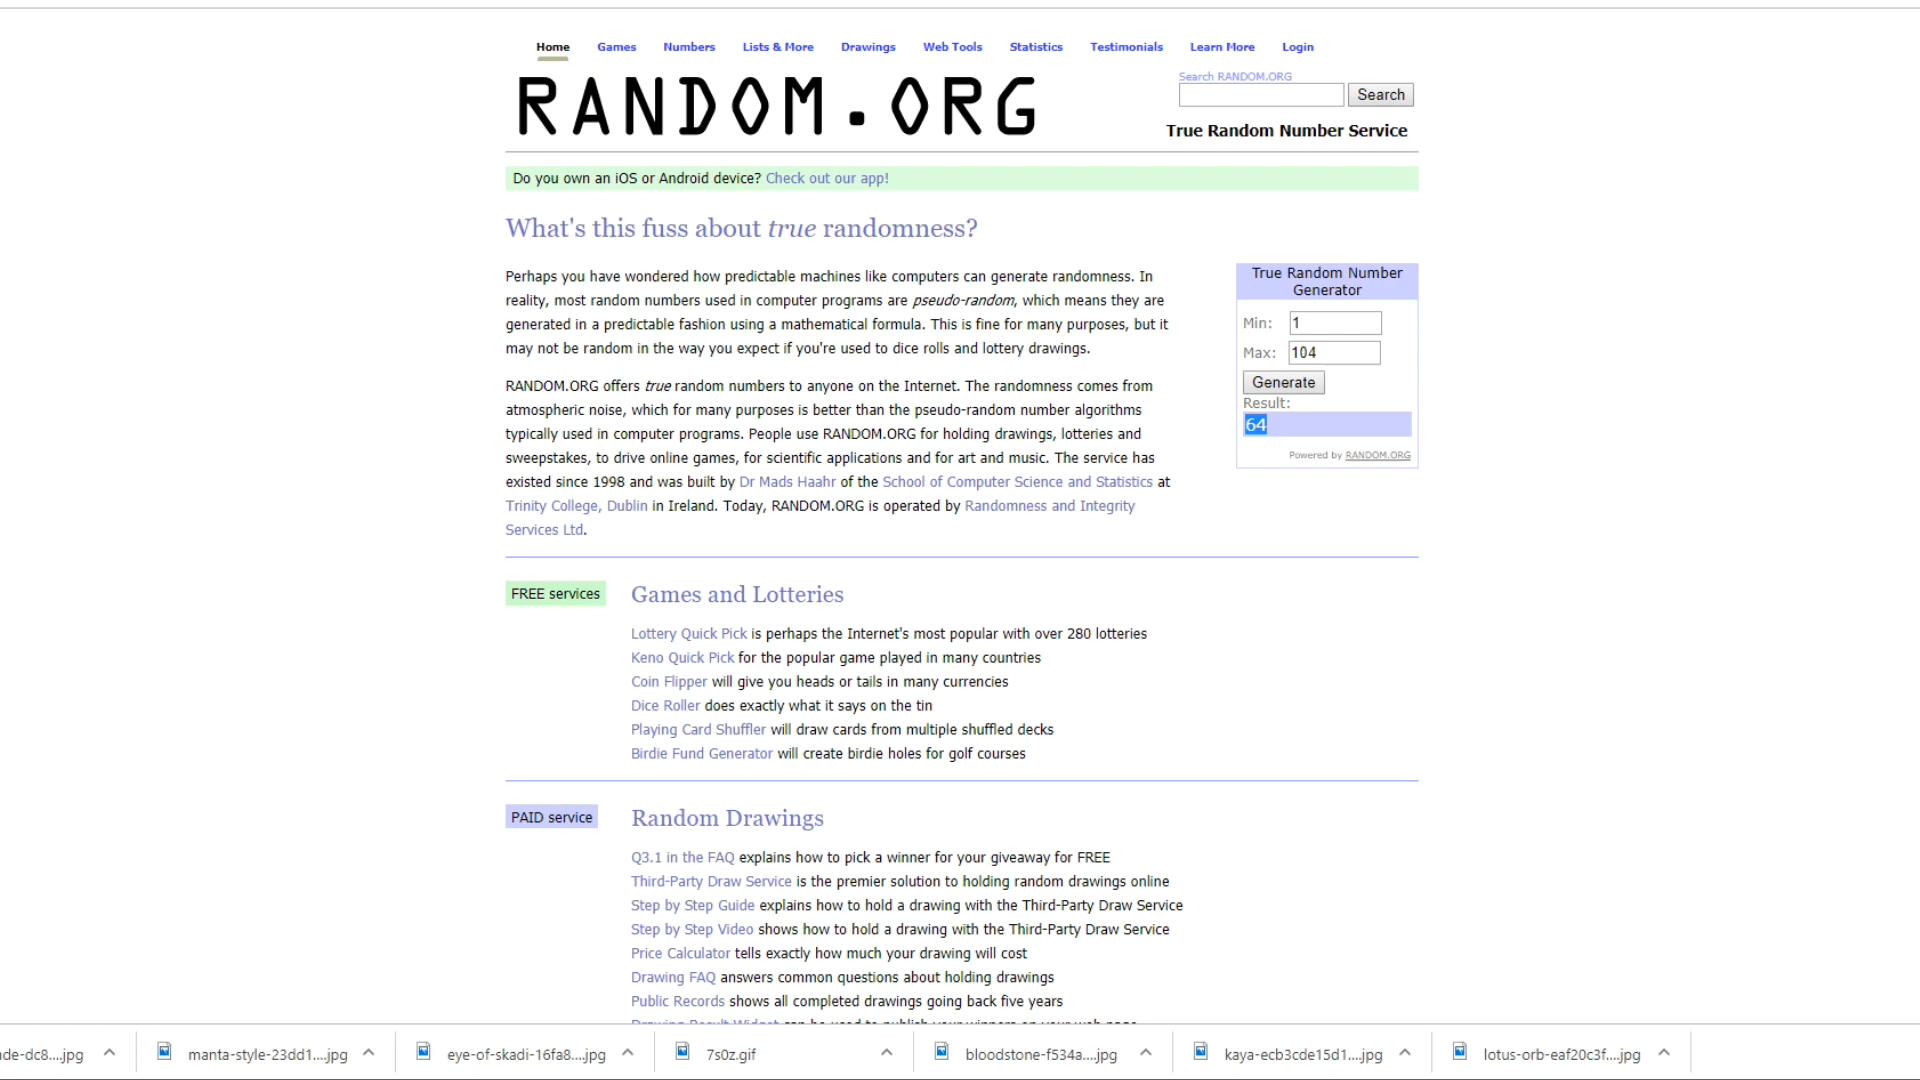 Home Games Numbers Lists & More Drawings Web Tools Statistics Testimonials Learn More Login
RANDOM.ORG
Search RANDOM.ORG
Search
True Random Number Service
Do you own an iOS or Android device? Check out our app!
What's this fuss about true randomness?
Perhaps you have wondered how predictable machines like computers can generate randomness. In
reality, most random numbers used in computer programs are pseudo-random, which means they are
generated in a predictable fashion using a mathematical formula. This is fine for many purposes, but it
may not be random in the way you expect if you're used to dice rolls and lottery drawings.
RANDOM.ORG offers true random numbers to anyone on the Internet. The randomness comes from
atmospheric noise, which for many purposes is better than the pseudo-random number algorithms
typically used in computer programs. People use RANDOM.ORG for holding drawings, lotteries and
sweepstakes, to drive online games, for scientific applications and for art and music. The service has
existed since 1998 and was built by Dr Mads Haahr of the School of Computer Science and Statistics at
Trinity College, Dublin in Ireland. Today, RANDOM.ORG is operated by Randomness and Integrity
Services Ltd.
True Random Number
Generator
Min: 1
Max: 104
Generate
Result:
64
Powered by RANDOM.ORG
FREE services
Games and Lotteries
Lottery Quick Pick is perhaps the Internet's most popular with over 280 lotteries
Keno Quick Pick for the popular game played in many countries
Coin Flipper will give you heads or tails in many currencies
Dice Roller does exactly what it says on the tin
Playing Card Shuffler will draw cards from multiple shuffled decks
Birdie Fund Generator will create birdie holes for golf courses
PAID service
Random Drawings
Q3.1 in the FAQ explains how to pick a winner for your giveaway for FREE
Third-Party Draw Service is the premier solution to holding random drawings online
Step by Step Guide explains how to hold a drawing with the Third-Party Draw Service
Step by Step Video shows how to hold a drawing with the Third-Party Draw Service
Price Calculator tells exactly how much your drawing will cost
Drawing FAQ answers common questions about holding drawings
Public Records shows all completed drawings going back five years
Drawing Result Widget can be used to publish your winners on your web page
ade-dc8....jpg manta-style-23dd1....jpg eye-of-skadi-16fa8....jpg 7s0z.gif bloodstone-f534a....jpg kaya-ecb3cde15d1....jpg lotus-orb-eaf20c3f....jpg